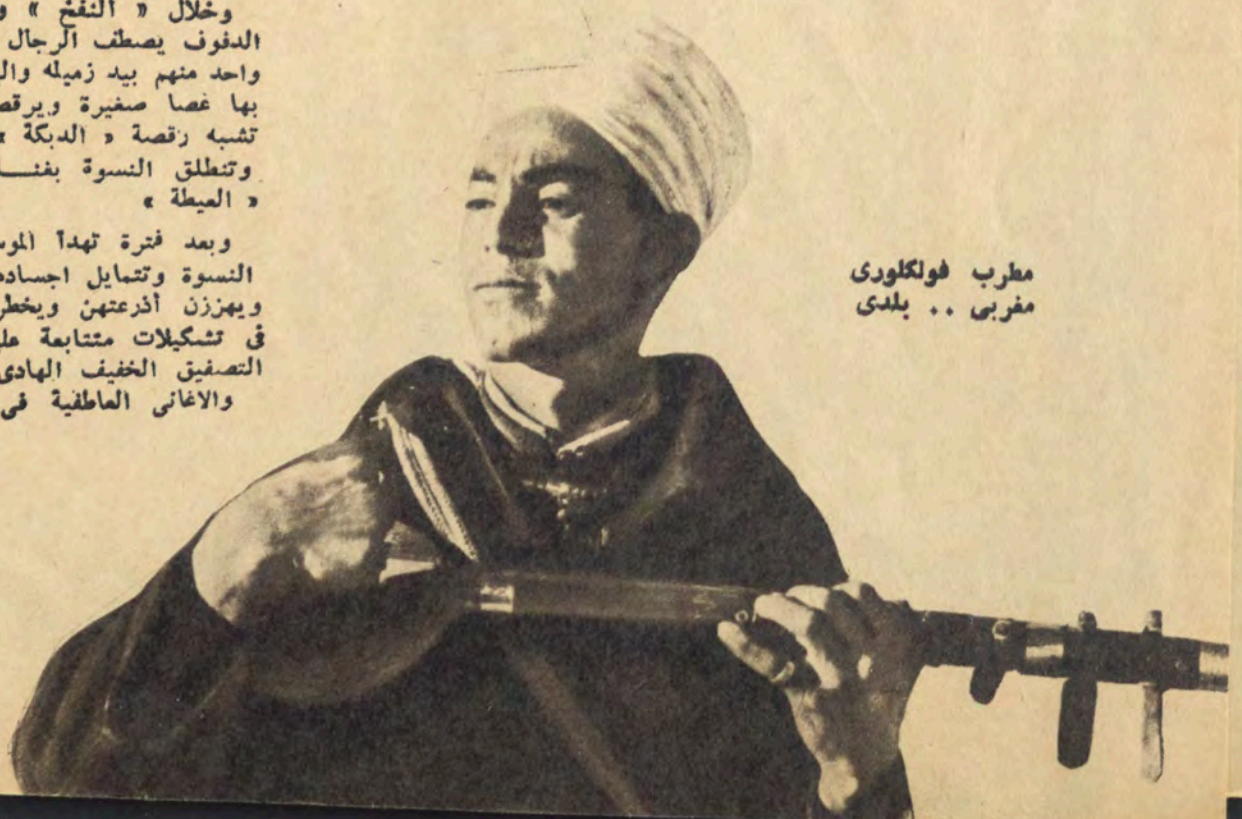 وخلال « النفخ » و
الدفوف يصطف الرجال
واحد منهم بيد زميله وال
بها غصا صغيرة ويرقص
تشبه رقصة « الدبكة »
وتنطلق النسوة بغنـــا
« العيطة »
وبعد فترة تهدأ الموس
النسوة وتتمايل اجساده
ويهززن أذرعتهن ويخطر
فى تشكيلات متتابعة علـ
التصفيق الخفيف الهادى
والاغانى العاطفية فى
مطرب فولكلورى
مغربى .. بلدى